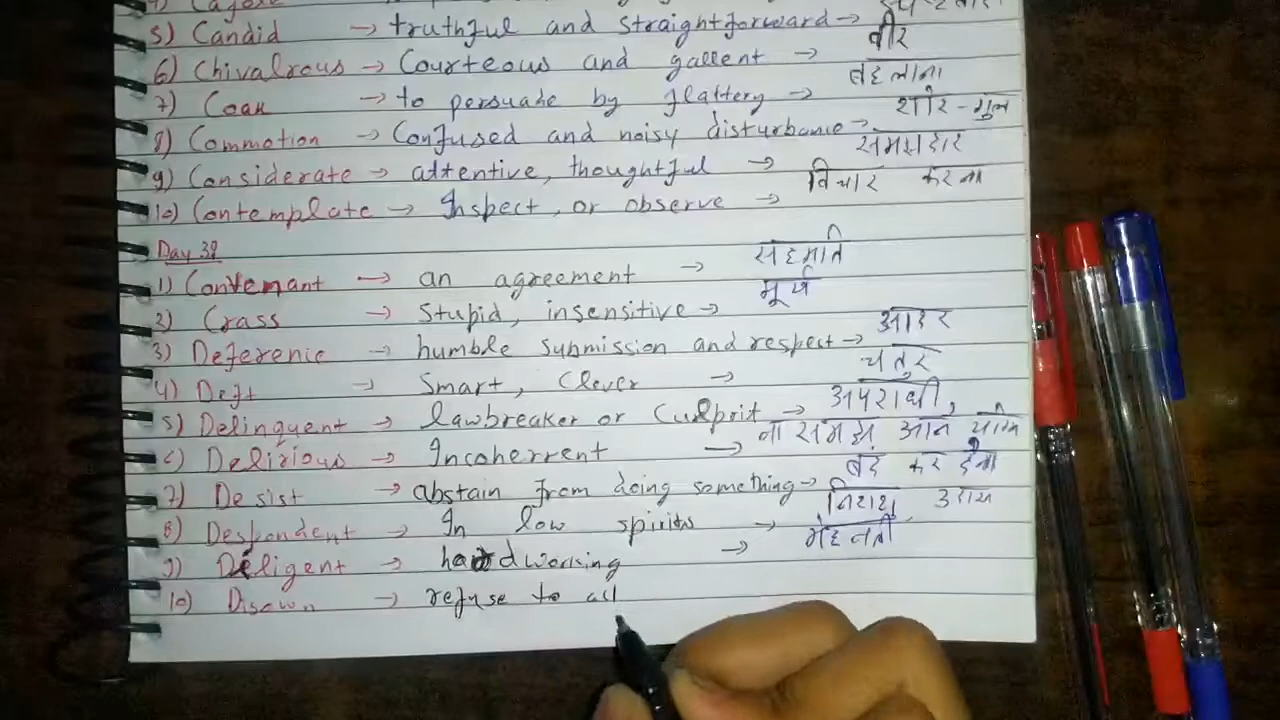 5) Candid → truthful and straightforward →
6) Chivalrous → Courteous and gallent → वीर
7) Coax → to persuade by flattery → बहलाना
8) Commotion → Confused and noisy disturbance → शोर-गुल
9) Considerate → attentive, thoughtful → समझदार
10) Contemplate → Inspect, or observe → विचार करना
Day 38
1) Convemant → an agreement → सहमति
2) Crass → Stupid, insensitive → मूर्ख
3) Deference → humble submission and respect → आदर
4) Deft → Smart, Clever → चतुर
5) Delinquent → lawbreaker or Culprit → अपराधी
6) Delirious → Incoherrent → ना समझे
7) Desist → abstain from doing something → बंद कर देना
8) Despondent → In low spirits → निराश, उदास
9) Deligent → hardworking → मेहनती
10) Disown → refuse to all